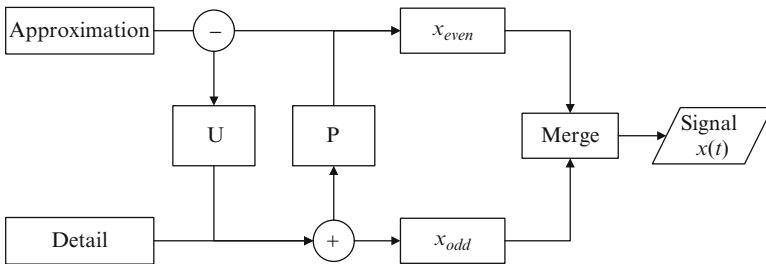 Approximation
−
x_even
U
P
Merge
Signal
x(t)
Detail
+
x_odd